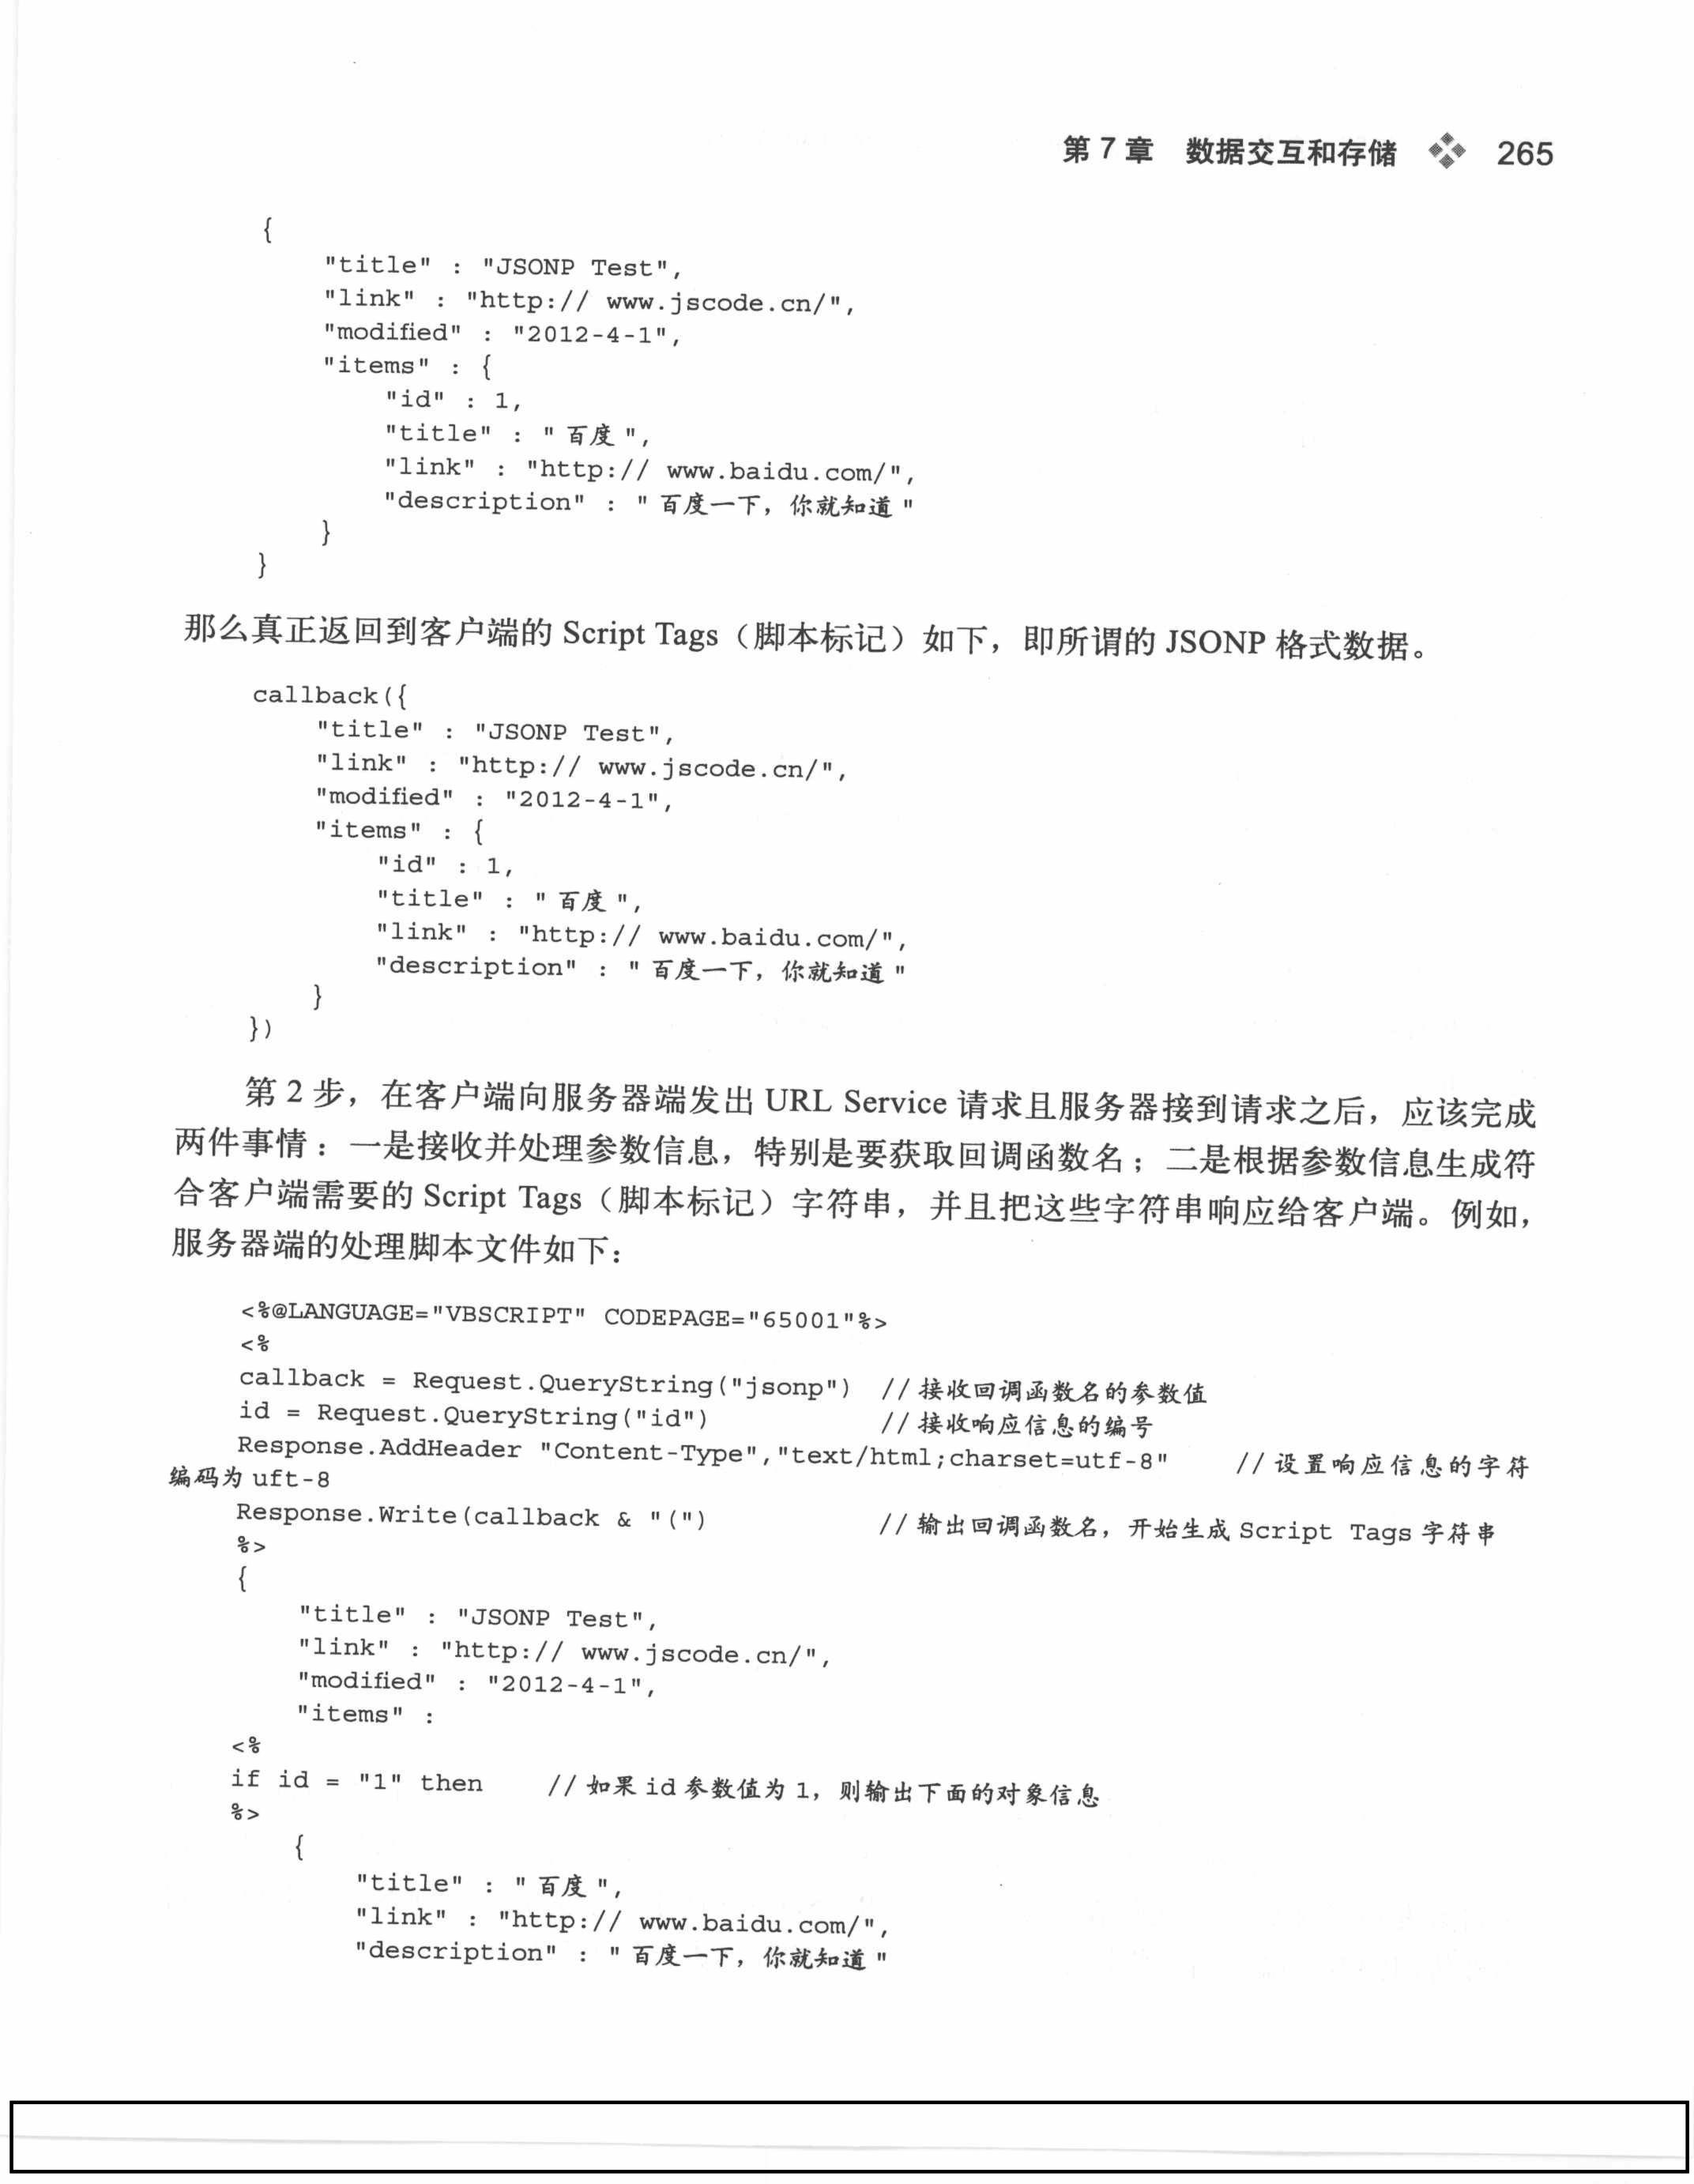 第 7 章　数据交互和存储　265
{
"title" : "JSONP Test",
"link" : "http:// www.jscode.cn/",
"modified" : "2012-4-1",
"items" : {
"id" : 1,
"title" : " 百度 ",
"link" : "http:// www.baidu.com/",
"description" : " 百度一下，你就知道 "
}
}
那么真正返回到客户端的 Script Tags（脚本标记）如下，即所谓的 JSONP 格式数据。
callback({
"title" : "JSONP Test",
"link" : "http:// www.jscode.cn/",
"modified" : "2012-4-1",
"items" : {
"id" : 1,
"title" : " 百度 ",
"link" : "http:// www.baidu.com/",
"description" : " 百度一下，你就知道 "
}
})
第 2 步，在客户端向服务器端发出 URL Service 请求且服务器接到请求之后，应该完成
两件事情：一是接收并处理参数信息，特别是要获取回调函数名；二是根据参数信息生成符
合客户端需要的 Script Tags（脚本标记）字符串，并且把这些字符串响应给客户端。例如，
服务器端的处理脚本文件如下：
<%@LANGUAGE="VBSCRIPT" CODEPAGE="65001"%>
<%
callback = Request.QueryString("jsonp") // 接收回调函数名的参数值
id = Request.QueryString("id") // 接收响应信息的编号
Response.AddHeader "Content-Type","text/html;charset=utf-8" // 设置响应信息的字符
编码为 uft-8
Response.Write(callback & "(") // 输出回调函数名，开始生成 Script Tags 字符串
%>
{
"title" : "JSONP Test",
"link" : "http:// www.jscode.cn/",
"modified" : "2012-4-1",
"items" :
<%
if id = "1" then // 如果 id 参数值为 1，则输出下面的对象信息
%>
{
"title" : " 百度 ",
"link" : "http:// www.baidu.com/",
"description" : " 百度一下，你就知道 "